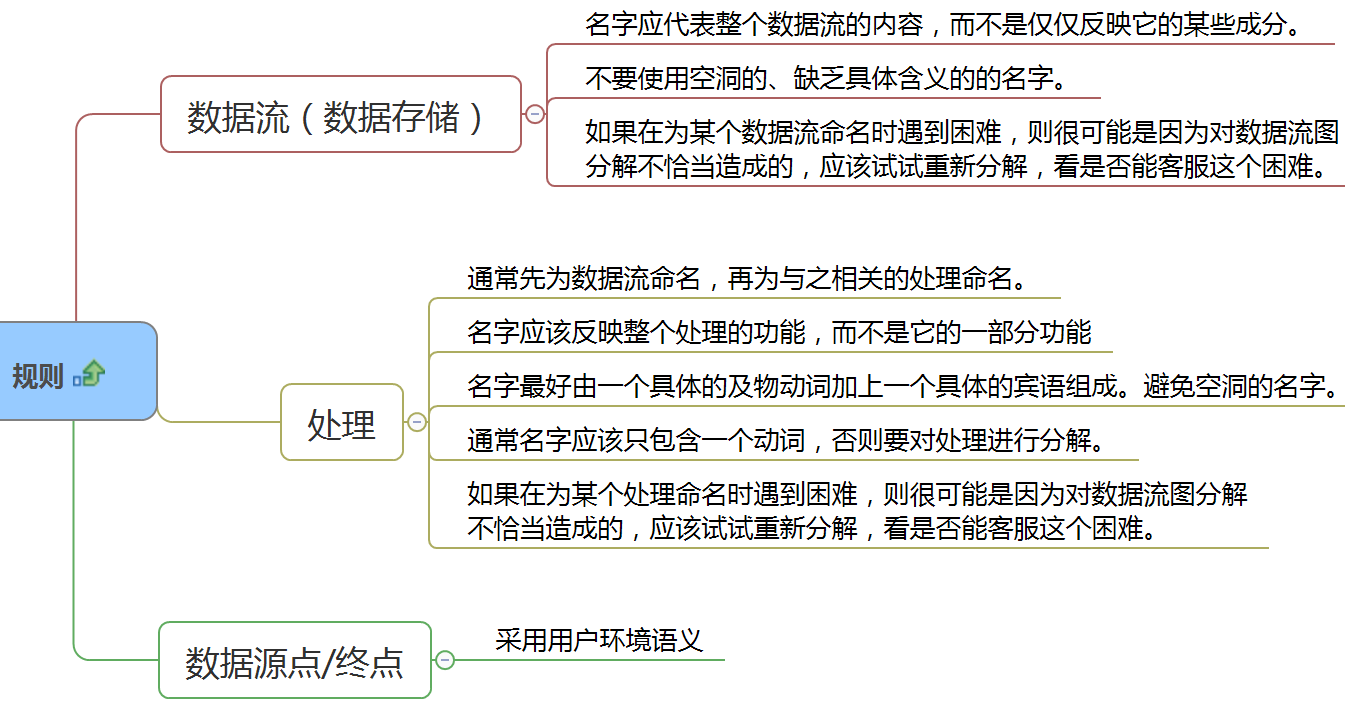 名字应代表整个数据流的内容，而不是仅仅反映它的某些成分。
数据流（数据存储）
不要使用空洞的、缺乏具体含义的的名字。
如果在为某个数据流命名时遇到困难，则很可能是因为对数据流图
分解不恰当造成的，应该试试重新分解，看是否能客服这个困难。
规则
通常先为数据流命名，再为与之相关的处理命名。
名字应该反映整个处理的功能，而不是它的一部分功能
名字最好由一个具体的及物动词加上一个具体的宾语组成。避免空洞的名字。
处理
通常名字应该只包含一个动词，否则要对处理进行分解。
如果在为某个处理命名时遇到困难，则很可能是因为对数据流图分解
不恰当造成的，应该试试重新分解，看是否能客服这个困难。
数据源点/终点
采用用户环境语义